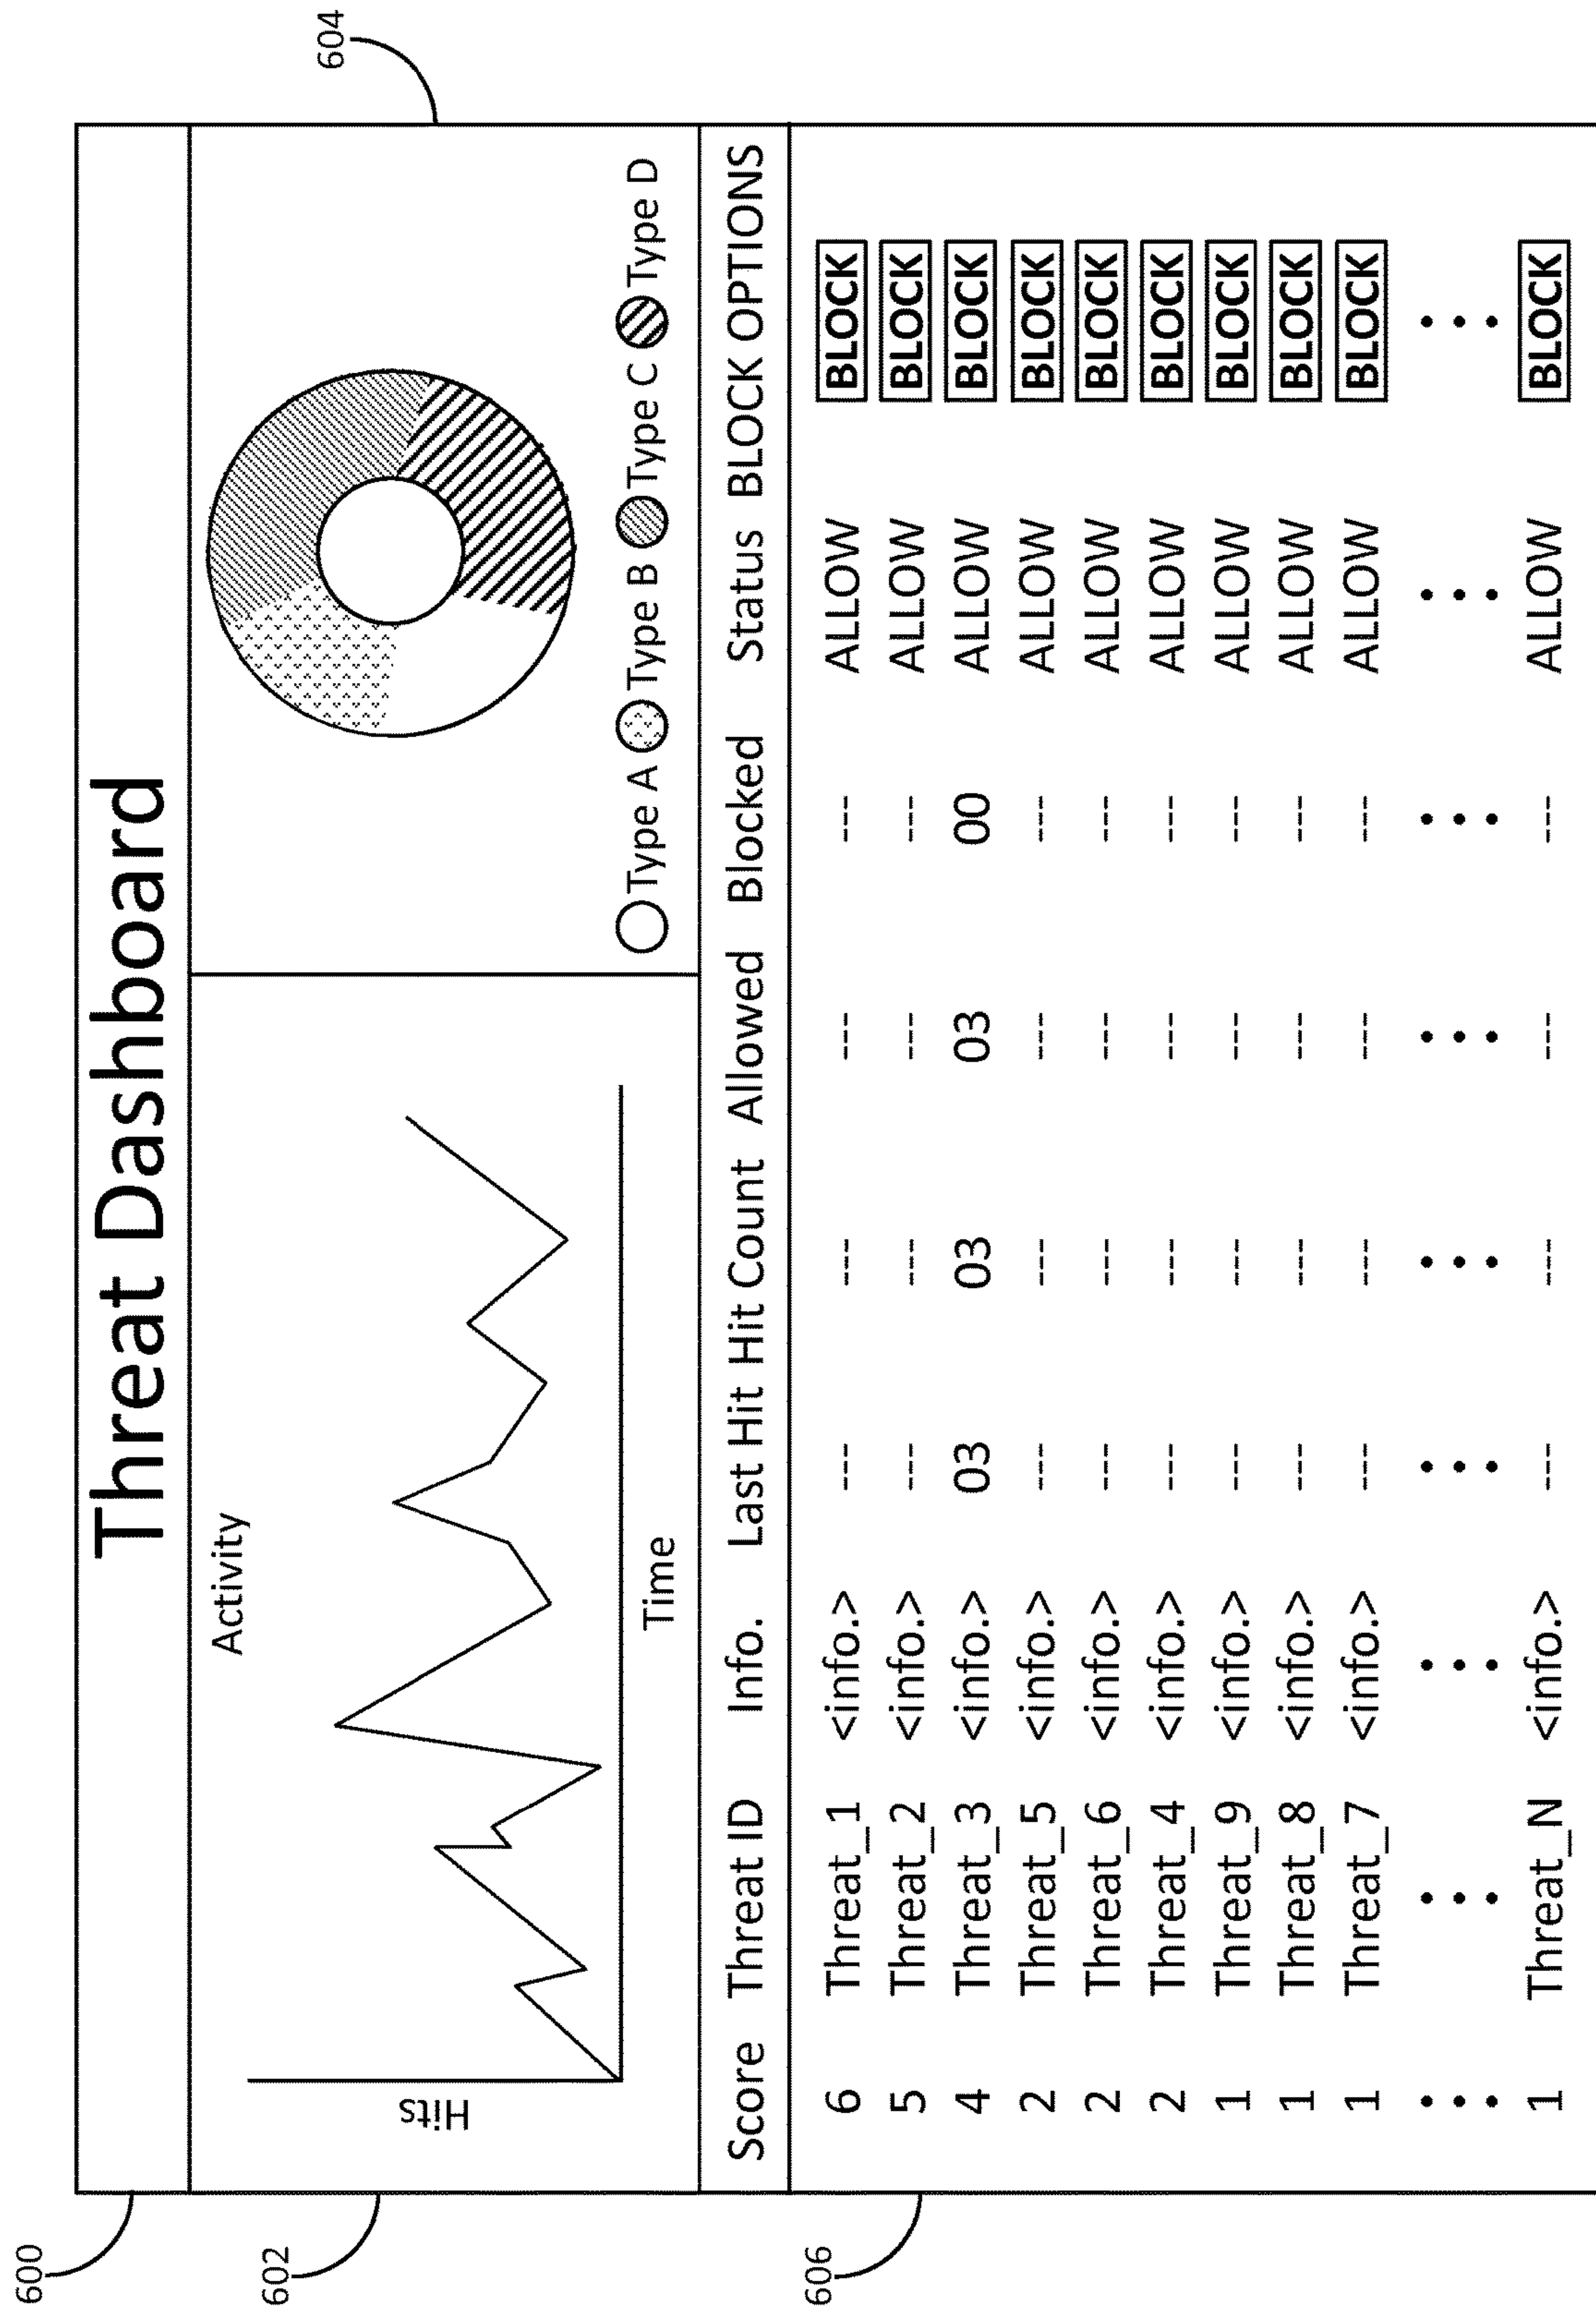 600
Threat Dashboard
602
604
Activity
Hits
Time
Type A Type B Type C Type D
606
Score Threat ID Info. Last Hit Hit Count Allowed Blocked Status BLOCK OPTIONS
6 Threat_1 <info.> --- --- --- --- ALLOW BLOCK
5 Threat_2 <info.> --- --- --- --- ALLOW BLOCK
4 Threat_3 <info.> 03 03 03 00 ALLOW BLOCK
2 Threat_5 <info.> --- --- --- --- ALLOW BLOCK
2 Threat_6 <info.> --- --- --- --- ALLOW BLOCK
2 Threat_4 <info.> --- --- --- --- ALLOW BLOCK
1 Threat_9 <info.> --- --- --- --- ALLOW BLOCK
1 Threat_8 <info.> --- --- --- --- ALLOW BLOCK
1 Threat_7 <info.> --- --- --- --- ALLOW BLOCK
1 Threat_N <info.> --- --- --- --- ALLOW BLOCK